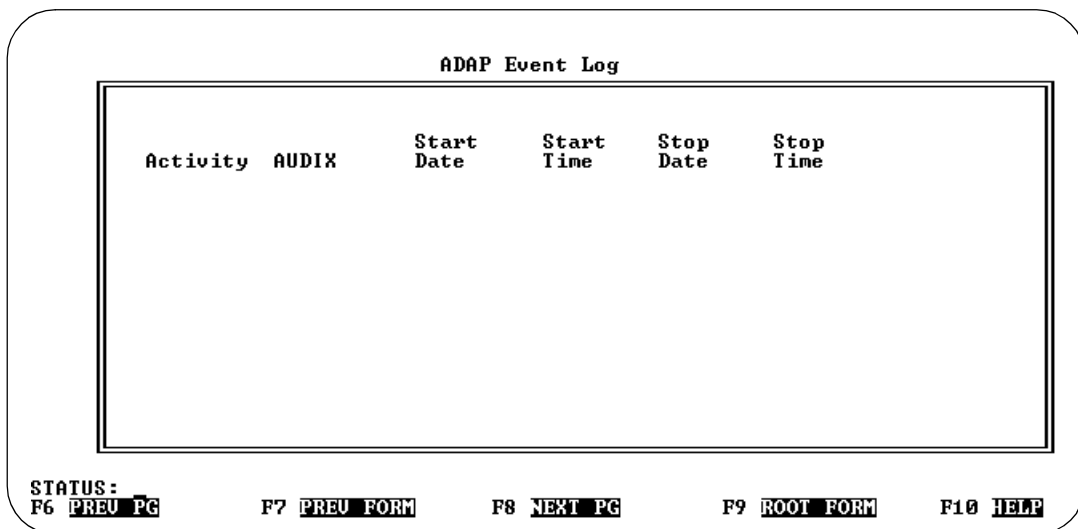 ADAP Event Log
Start Start Stop Stop
Activity AUDIX Date Time Date Time
STATUS: _
F6 PREV PG F7 PREV FORM F8 NEXT PG F9 ROOT FORM F10 HELP